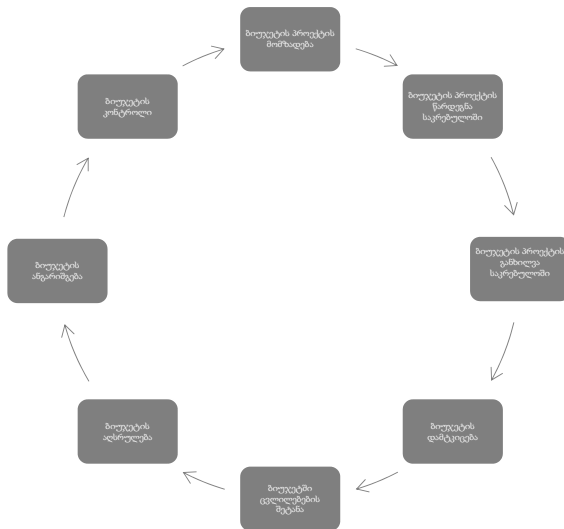 ბიუჯეტის პროექტის
მომზადება
ბიუჯეტის პროექტის
წარდგენა
საკრებულოში
ბიუჯეტის პროექტის
განხილვა
საკრებულოში
ბიუჯეტის
დამტკიცება
ბიუჯეტში
ცვლილებების
შეტანა
ბიუჯეტის
აღსრულება
ბიუჯეტის
ანგარიშგება
ბიუჯეტის
კონტროლი